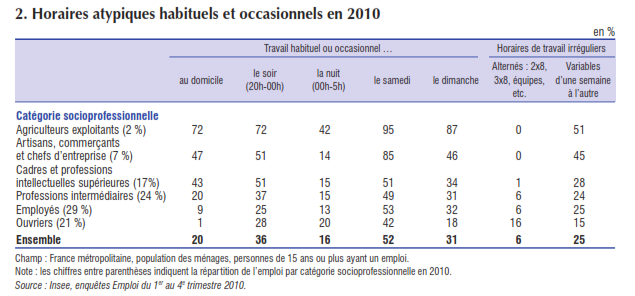 2. Horaires atypiques habituels et occasionnels en 2010
en %
Travail habituel ou occasionnel ... Horaires de travail irréguliers
au domicile le soir (20h-00h) la nuit (00h-5h) le samedi le dimanche Alternés : 2x8, 3x8, équipes, etc. Variables d'une semaine à l'autre
Catégorie socioprofessionnelle
Agriculteurs exploitants (2 %) 72 72 42 95 87 0 51
Artisans, commerçants
et chefs d'entreprise (7 %) 47 51 14 85 46 0 45
Cadres et professions
intellectuelles supérieures (17%) 43 51 15 51 34 1 28
Professions intermédiaires (24 %) 20 37 15 49 31 6 24
Employés (29 %) 9 25 13 53 32 6 25
Ouvriers (21 %) 1 28 20 42 18 16 15
Ensemble 20 36 16 52 31 6 25
Champ : France métropolitaine, population des ménages, personnes de 15 ans ou plus ayant un emploi.
Note : les chiffres entre parenthèses indiquent la répartition de l'emploi par catégorie socioprofessionnelle en 2010.
Source : Insee, enquêtes Emploi du 1er au 4e trimestre 2010.